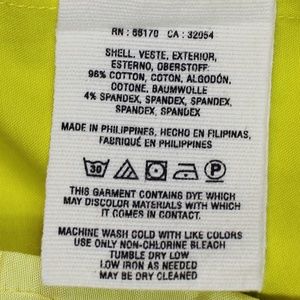 RN : 66170 CA : 32054
SHELL, VESTE, EXTERIOR,
ESTERNO, OBERSTOFF:
96% COTTON, COTON, ALGODÓN,
COTONE, BAUMWOLLE
4% SPANDEX, SPANDEX, SPANDEX,
SPANDEX, SPANDEX
MADE IN PHILIPPINES, HECHO EN FILIPINAS,
FABRIQUÉ EN PHILIPPINES
30
THIS GARMENT CONTAINS DYE WHICH
MAY DISCOLOR MATERIALS WITH WHICH
IT COMES IN CONTACT.
MACHINE WASH COLD WITH LIKE COLORS
USE ONLY NON-CHLORINE BLEACH
TUMBLE DRY LOW
LOW IRON AS NEEDED
MAY BE DRY CLEANED